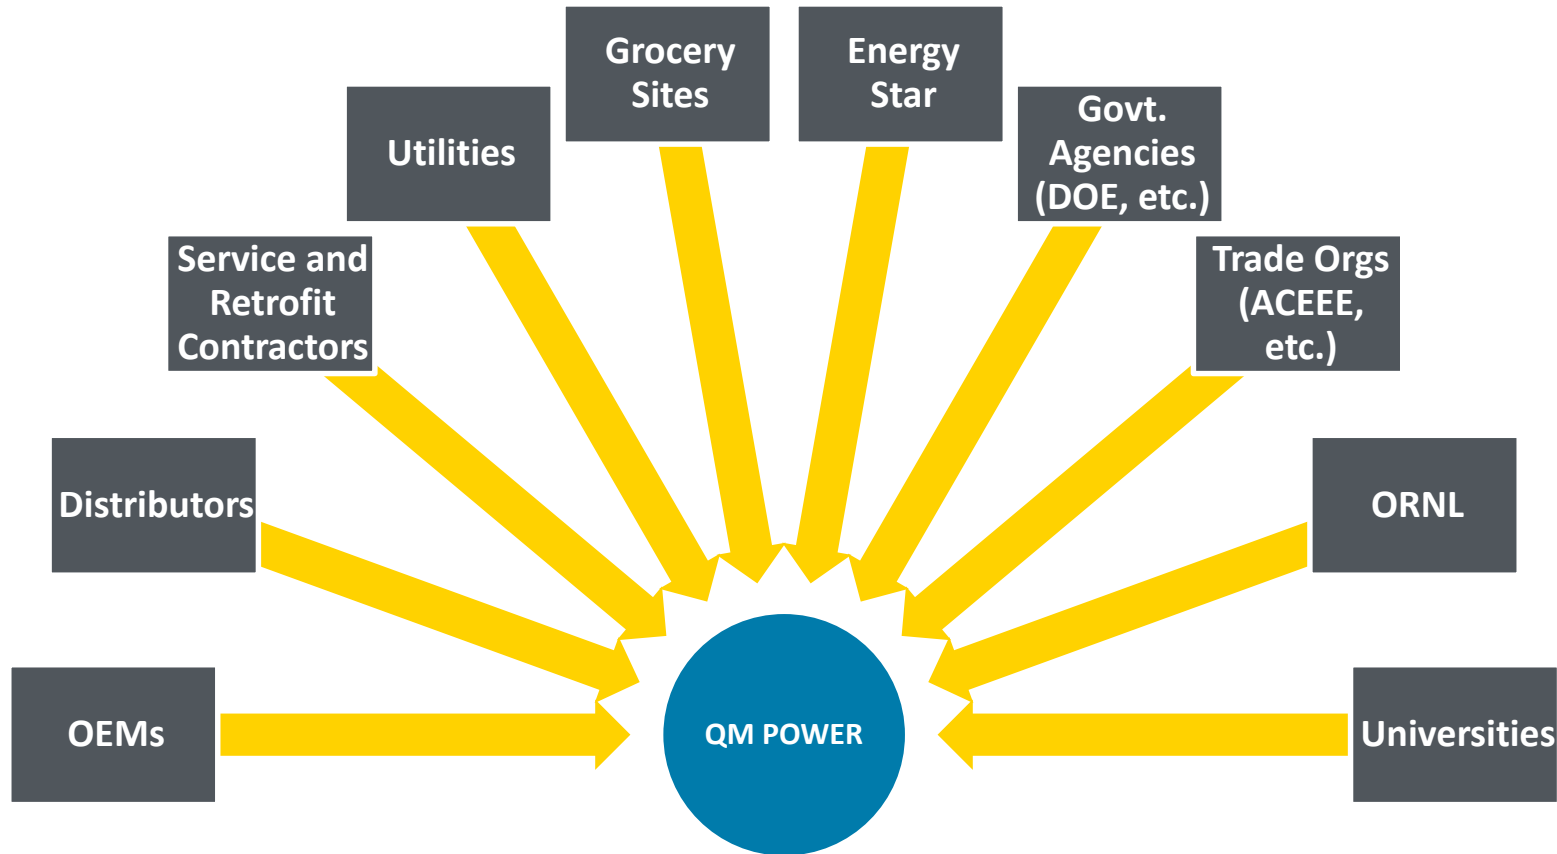 Grocery
Sites
Energy
Star
Utilities
Govt.
Agencies
(DOE, etc.)
Service and
Retrofit
Contractors
Trade Orgs
(ACEEE,
etc.)
Distributors
ORNL
OEMs
QM POWER
Universities